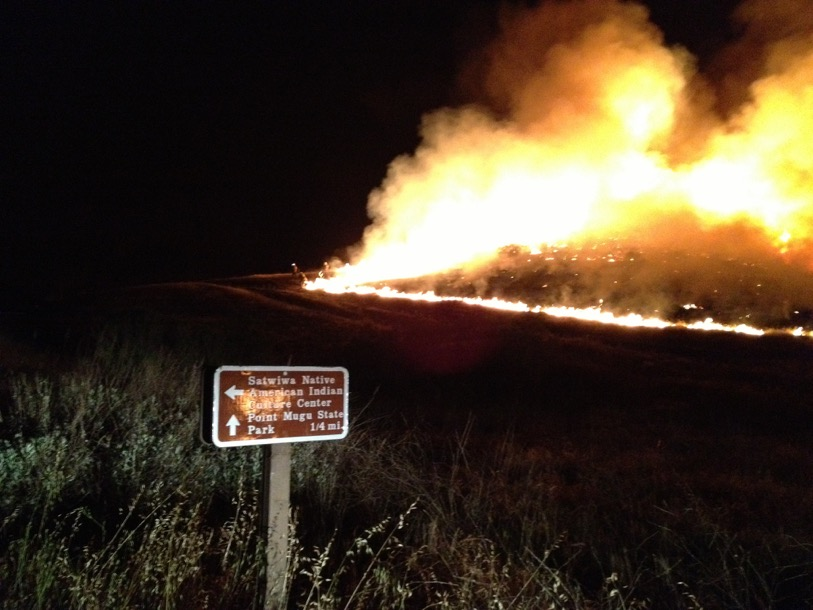 Satwiwa Native
American Indian
Culture Center
Point Mugu State
Park 1/4 mi.